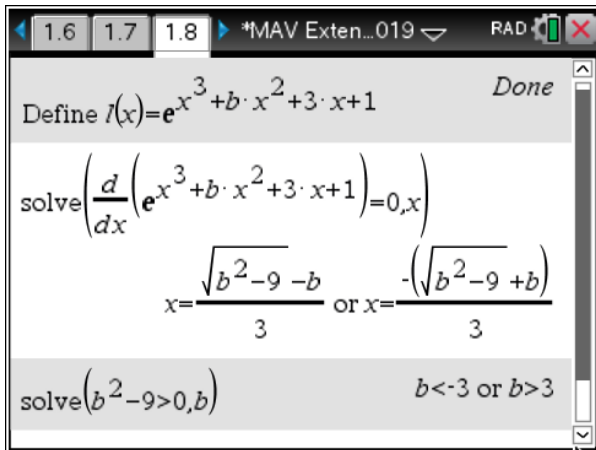 1.6 1.7 1.8 *MAV Exten...019 RAD
Define l(x)=e^(x^3+b·x^2+3·x+1) Done
solve(d/dx(e^(x^3+b·x^2+3·x+1))=0,x)
x=(√(b^2-9) -b)/3 or x=(-(√(b^2-9) +b))/3
solve(b^2-9>0,b) b<-3 or b>3